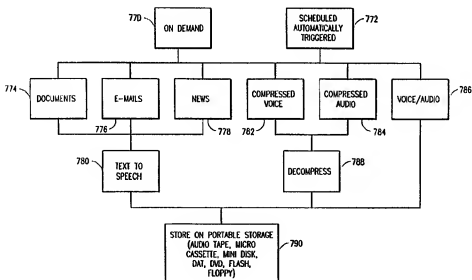 770
ON DEMAND
SCHEDULED
AUTOMATICALLY
TRIGGERED
772
774
DOCUMENTS
E-MAILS
776
NEWS
778
COMPRESSED
VOICE
782
COMPRESSED
AUDIO
784
VOICE/AUDIO
786
780
TEXT TO
SPEECH
DECOMPRESS
788
STORE ON PORTABLE STORAGE
(AUDIO TAPE, MICRO
CASSETTE, MINI DISK,
DAT, DVD, FLASH,
FLOPPY)
790